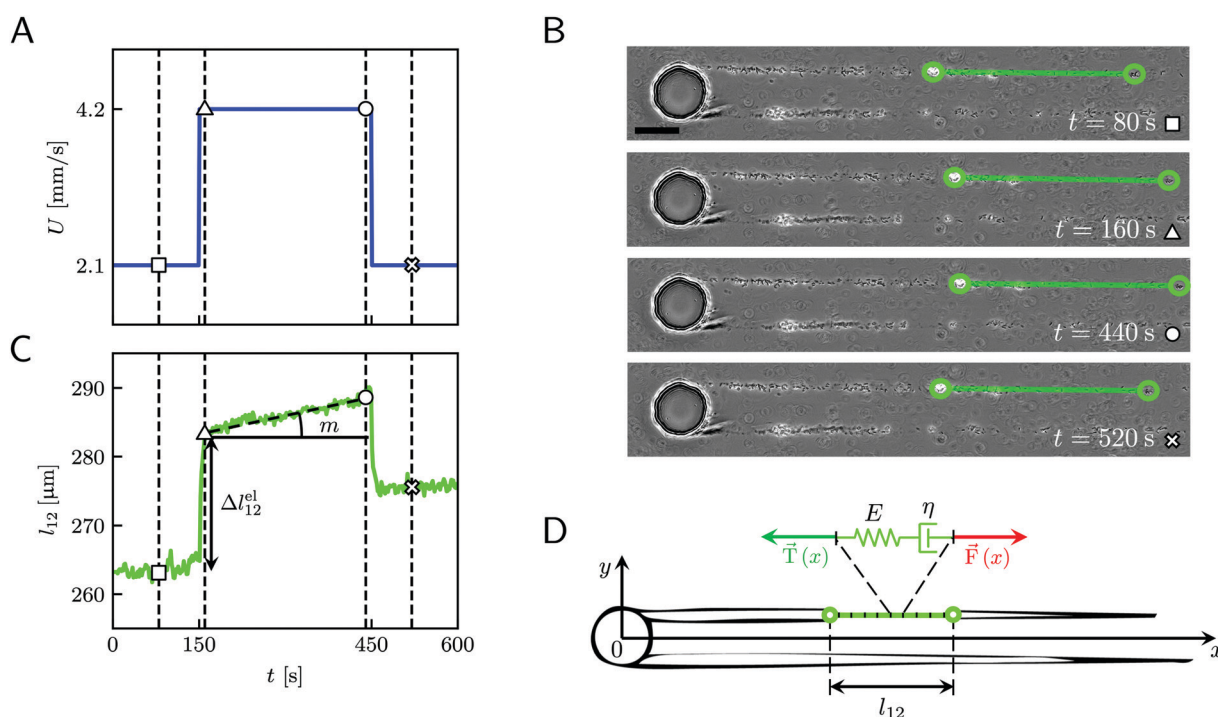 A
4.2
2.1
U [mm/s]
B
t = 80 s
t = 160 s
t = 440 s
t = 520 s
C
290
280
270
260
l₁₂ [μm]
Δl₁₂ᵉˡ
m
0
150
450
600
t [s]
D
E
η
T⃗ (x)
F⃗ (x)
y
0
x
l₁₂